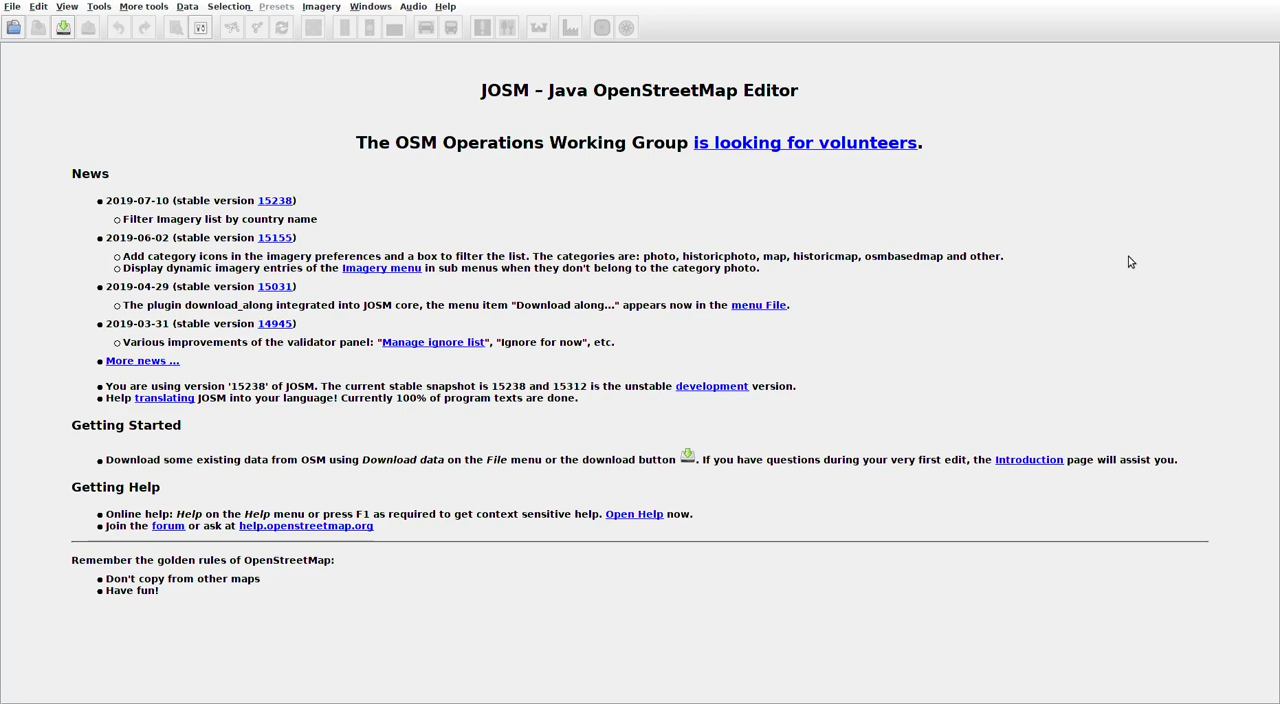 File Edit View Tools More tools Data Selection Presets Imagery Windows Audio Help
JOSM – Java OpenStreetMap Editor
The OSM Operations Working Group is looking for volunteers.
News
2019-07-10 (stable version 15238)
Filter Imagery list by country name
2019-06-02 (stable version 15155)
Add category icons in the imagery preferences and a box to filter the list. The categories are: photo, historicphoto, map, historicmap, osmbasedmap and other.
Display dynamic imagery entries of the Imagery menu in sub menus when they don't belong to the category photo.
2019-04-29 (stable version 15031)
The plugin download_along integrated into JOSM core, the menu item "Download along..." appears now in the menu File.
2019-03-31 (stable version 14945)
Various improvements of the validator panel: "Manage ignore list", "Ignore for now", etc.
More news ...
You are using version '15238' of JOSM. The current stable snapshot is 15238 and 15312 is the unstable development version.
Help translating JOSM into your language! Currently 100% of program texts are done.
Getting Started
Download some existing data from OSM using Download data on the File menu or the download button . If you have questions during your very first edit, the Introduction page will assist you.
Getting Help
Online help: Help on the Help menu or press F1 as required to get context sensitive help. Open Help now.
Join the forum or ask at help.openstreetmap.org
Remember the golden rules of OpenStreetMap:
Don't copy from other maps
Have fun!